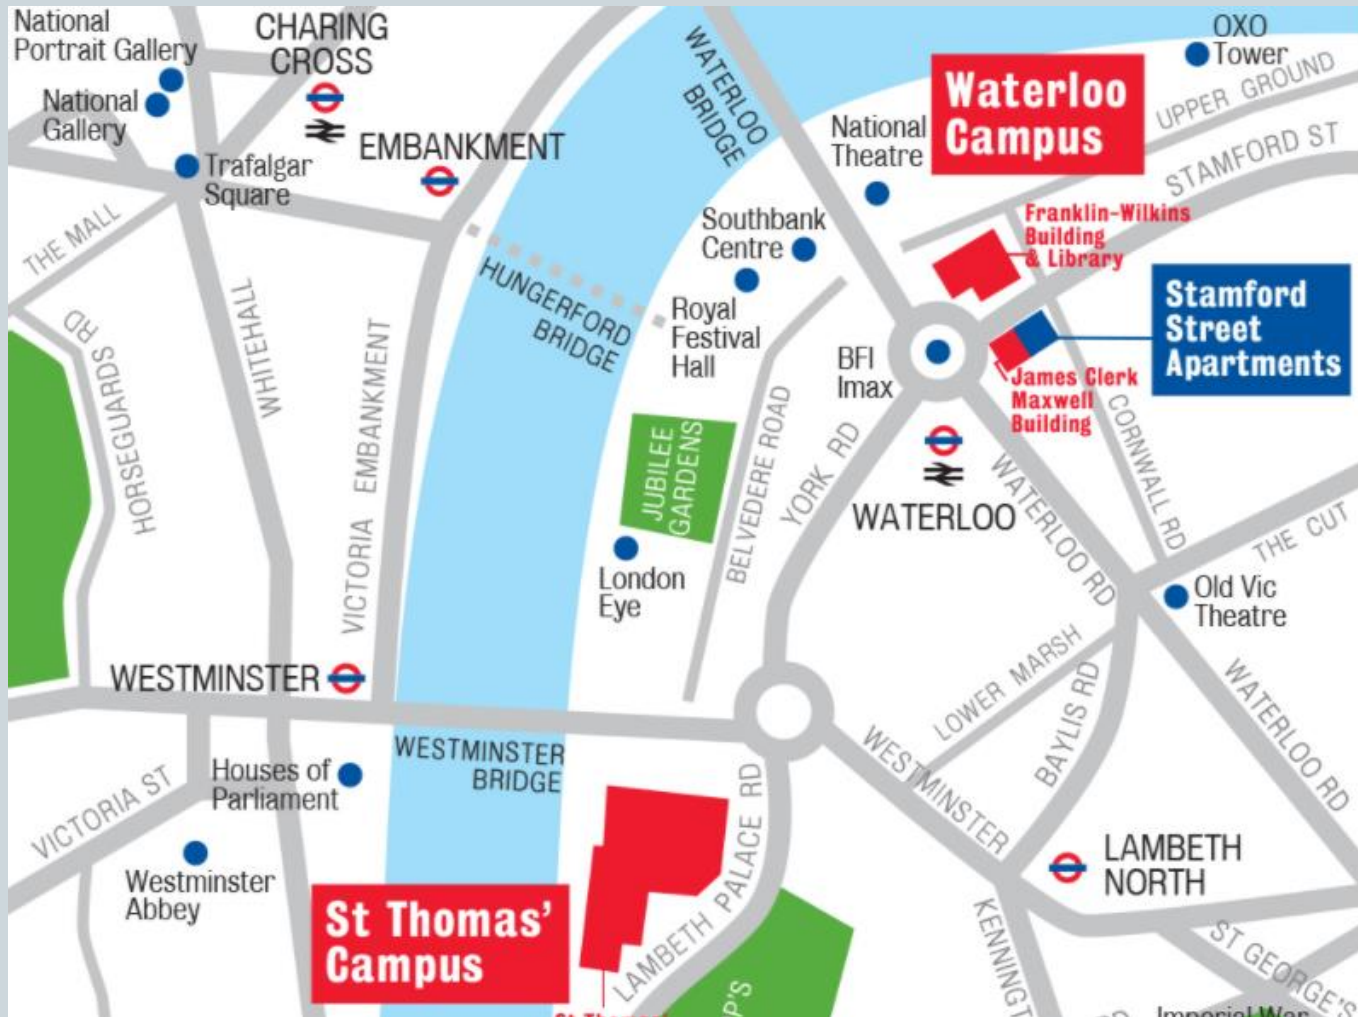 National
Portrait Gallery
CHARING
CROSS
National
Gallery
EMBANKMENT
Trafalgar
Square
THE MALL
HORSEGUARDS RD
WHITEHALL
VICTORIA EMBANKMENT
HUNGERFORD
BRIDGE
WATERLOO
BRIDGE
OXO
Tower
Waterloo
Campus
UPPER GROUND
National
Theatre
STAMFORD ST
Southbank
Centre
Franklin-Wilkins
Building
& Library
Royal
Festival
Hall
Stamford
Street
Apartments
BFI
Imax
James Clerk
Maxwell
Building
JUBILEE
GARDENS
BELVEDERE ROAD
YORK RD
WATERLOO
WATERLOO RD
CORNWALL RD
THE CUT
London
Eye
Old Vic
Theatre
WESTMINSTER
LOWER MARSH
BAYLIS RD
WATERLOO RD
WESTMINSTER
BRIDGE
WESTMINSTER
Houses of
Parliament
VICTORIA ST
Westminster
Abbey
St Thomas’
Campus
LAMBETH PALACE RD
LAMBETH
NORTH
KENNINGT
ST GEORGE'S
P'S
Imperial War